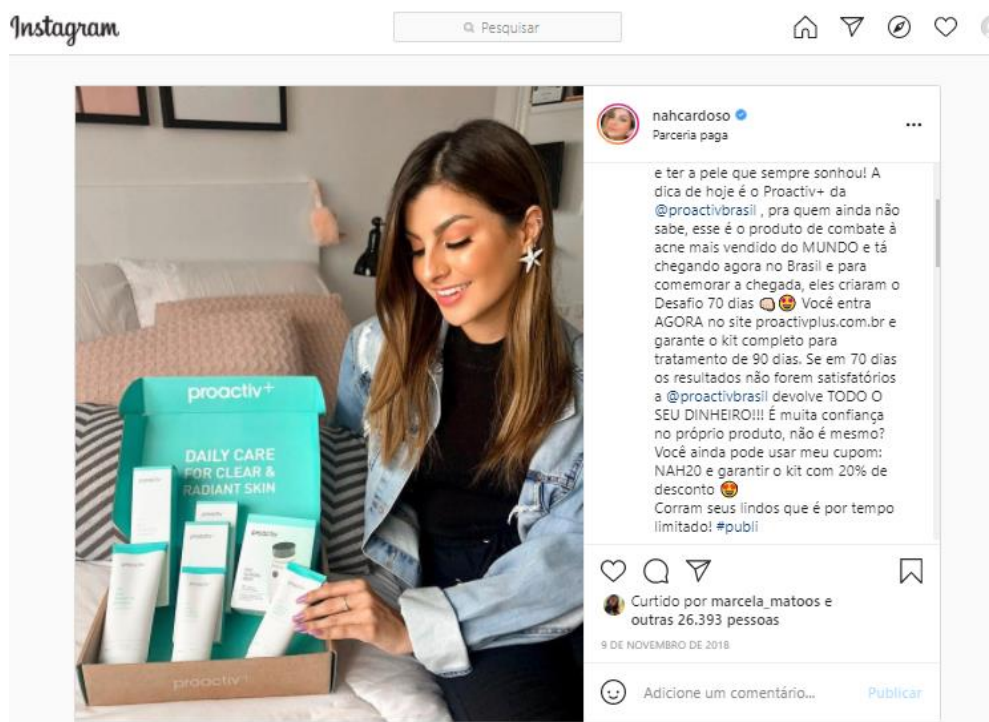 Instagram
Pesquisar
nahcardoso
Parceria paga
e ter a pele que sempre sonhou! A
dica de hoje é o Proactiv+ da
@proactivbrasil , pra quem ainda não
sabe, esse é o produto de combate à
acne mais vendido do MUNDO e tá
chegando agora no Brasil e para
comemorar a chegada, eles criaram o
Desafio 70 dias 👊🏻🤩 Você entra
AGORA no site proactivplus.com.br e
garante o kit completo para
tratamento de 90 dias. Se em 70 dias
os resultados não forem satisfatórios
a @proactivbrasil devolve TODO O
SEU DINHEIRO!!! É muita confiança
no próprio produto, não é mesmo?
Você ainda pode usar meu cupom:
NAH20 e garantir o kit com 20% de
desconto 🤩
Corram seus lindos que é por tempo
limitado! #publi
Curtido por marcela_matoos e
outras 26.393 pessoas
9 DE NOVEMBRO DE 2018
Adicione um comentário... Publicar
proactiv+
DAILY CARE
FOR CLEAR &
RADIANT SKIN
proactiv
proactiv
proactiv
proactiv
proactiv+